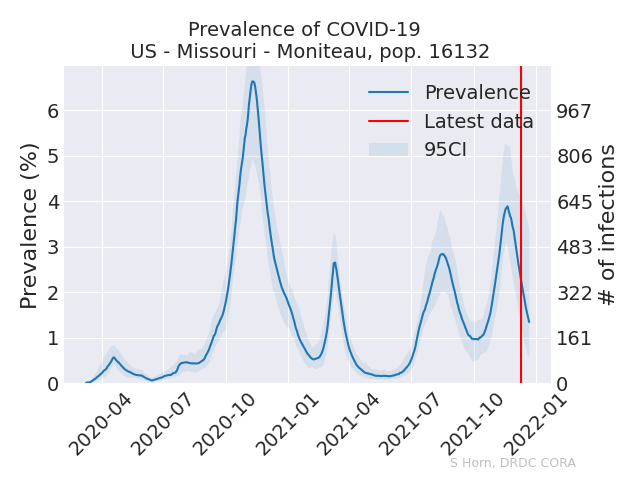 Prevalence of COVID-19
US - Missouri - Moniteau, pop. 16132
Prevalence
Latest data
95CI
Prevalence (%)
6
5
4
3
2
1
0
967
806
645
483
322
161
0
# of infections
2020-04
2020-07
2020-10
2021-01
2021-04
2021-07
2021-10
2022-01
S Horn, DRDC CORA